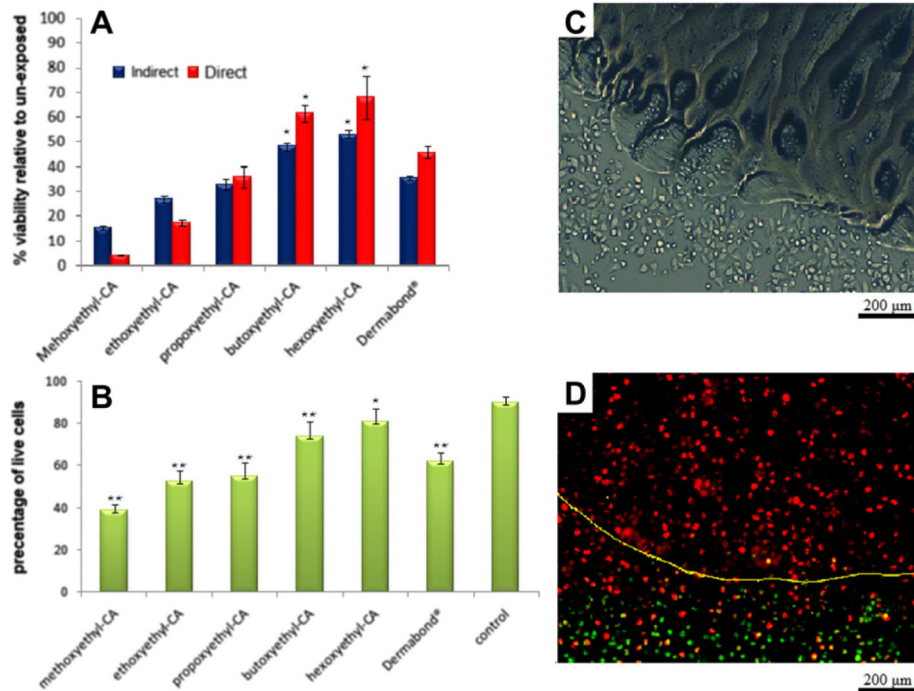 A
% viability relative to un-exposed
100
90
80
70
60
50
40
30
20
10
0
Indirect
Direct
*
*
*
*
Mehoxyethyl-CA
ethoxyethyl-CA
propoxyethyl-CA
butoxyethyl-CA
hexoxyethyl-CA
Dermabond®
B
precentage of live cells
100
80
60
40
20
0
**
**
**
**
*
**
methoxyethyl-CA
ethoxyethyl-CA
propoxyethyl-CA
butoxyethyl-CA
hexoxyethyl-CA
Dermabond®
control
C
200 µm
D
200 µm